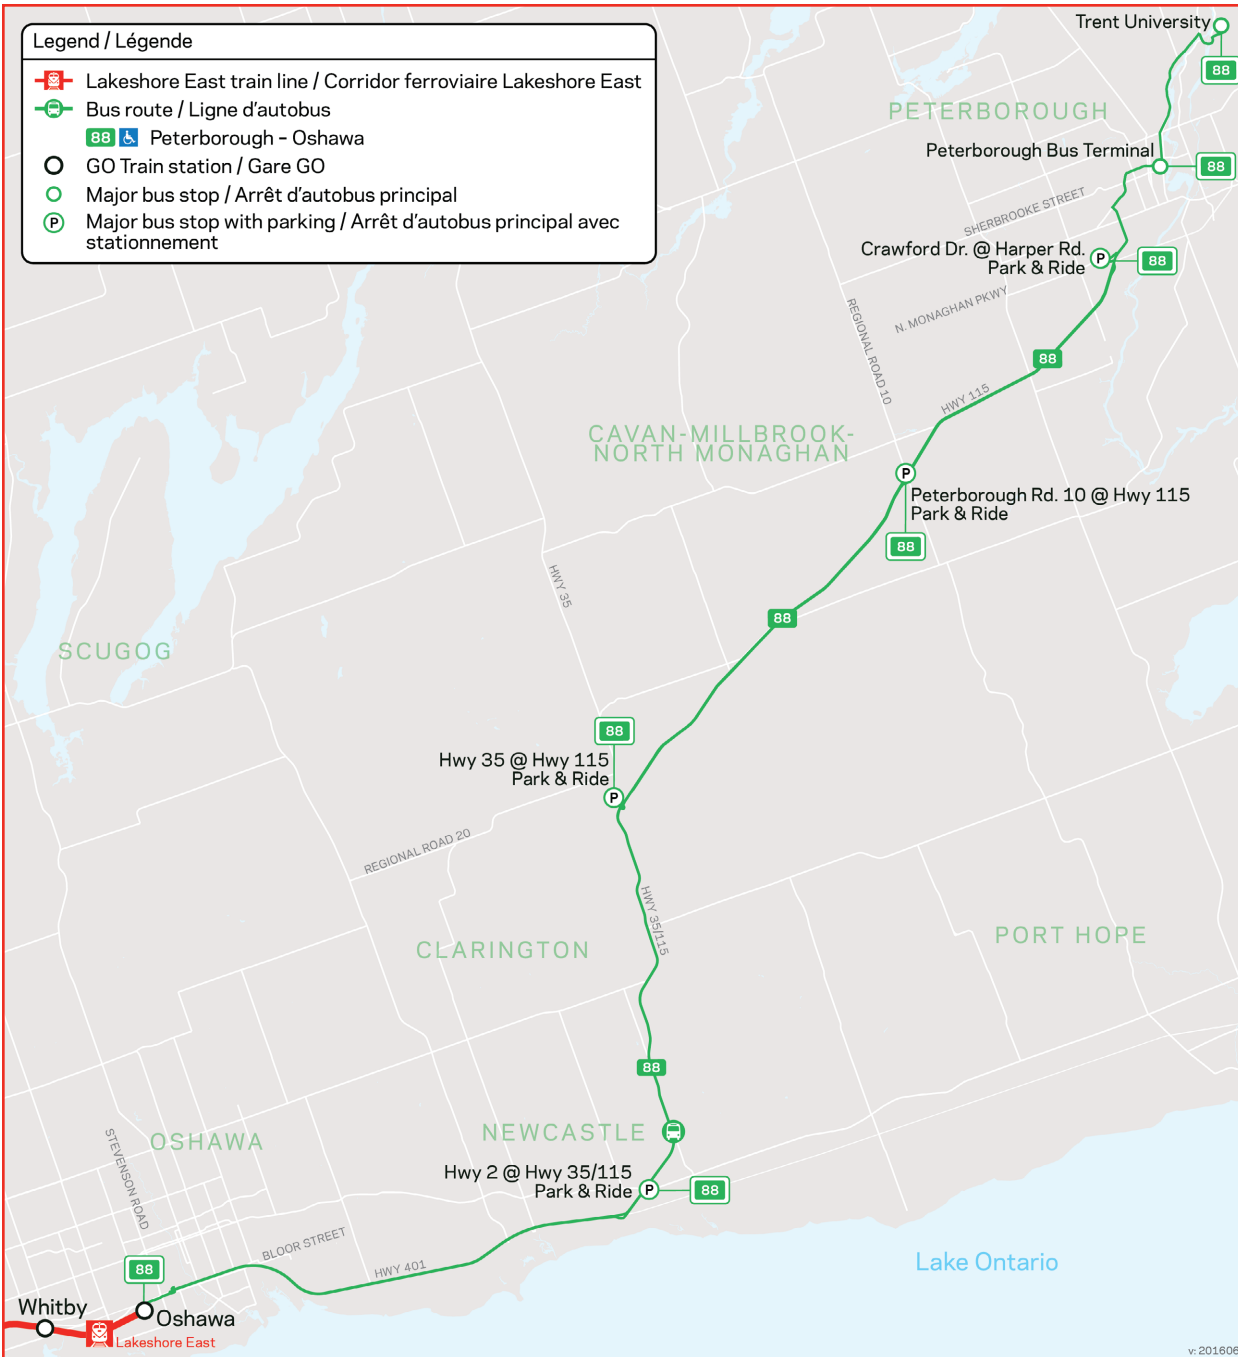 Legend / Légende
Lakeshore East train line / Corridor ferroviaire Lakeshore East
Bus route / Ligne d'autobus
88 Peterborough - Oshawa
GO Train station / Gare GO
Major bus stop / Arrêt d'autobus principal
P Major bus stop with parking / Arrêt d'autobus principal avec
stationnement
Trent University
88
PETERBOROUGH
Peterborough Bus Terminal
88
SHERBROOKE STREET
Crawford Dr. @ Harper Rd.
Park & Ride
P
88
N. MONAGHAN PKWY
REGIONAL ROAD 10
88
HWY 115
CAVAN-MILLBROOK-
NORTH MONAGHAN
P
Peterborough Rd. 10 @ Hwy 115
Park & Ride
88
HWY 35
88
SCUGOG
88
Hwy 35 @ Hwy 115
Park & Ride
P
REGIONAL ROAD 20
HWY 35/115
CLARINGTON
PORT HOPE
88
NEWCASTLE
OSHAWA
STEVENSON ROAD
Hwy 2 @ Hwy 35/115
Park & Ride
P
88
BLOOR STREET
HWY 401
Lake Ontario
88
Whitby
Oshawa
Lakeshore East
v: 201606